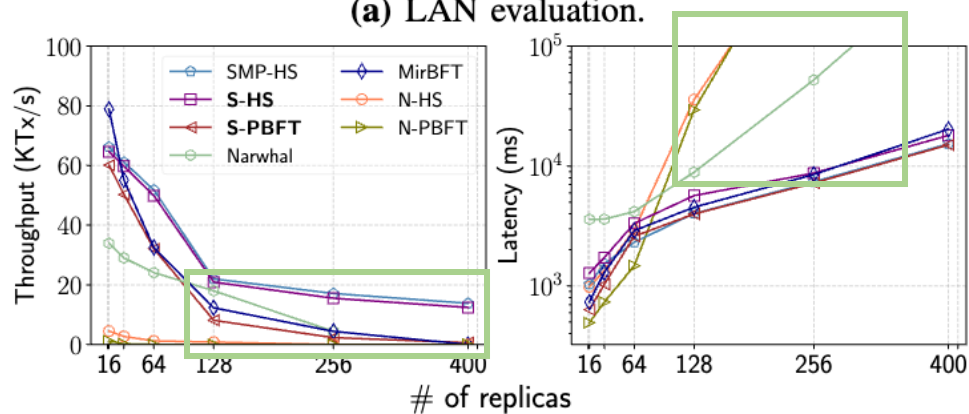 (a) LAN evaluation.
Throughput (KTx/s)
100
80
60
40
20
0
SMP-HS
S-HS
S-PBFT
Narwhal
MirBFT
N-HS
N-PBFT
16 64 128 256 400
Latency (ms)
10^5
10^4
10^3
16 64 128 256 400
# of replicas